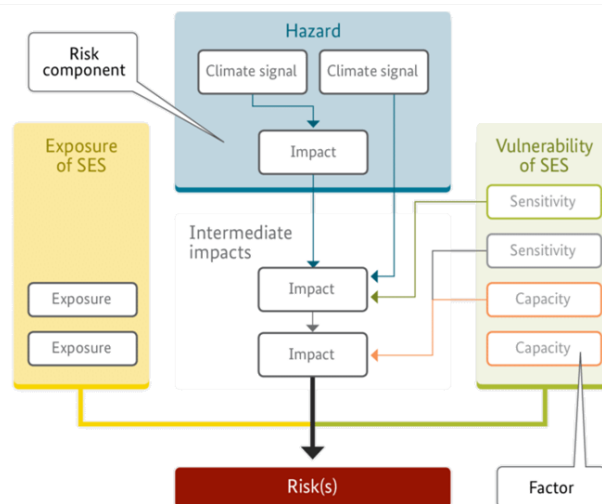 Hazard
Risk
component
Climate signal
Climate signal
Impact
Exposure
of SES
Vulnerability
of SES
Sensitivity
Intermediate
impacts
Sensitivity
Impact
Exposure
Capacity
Impact
Exposure
Capacity
Risk(s)
Factor